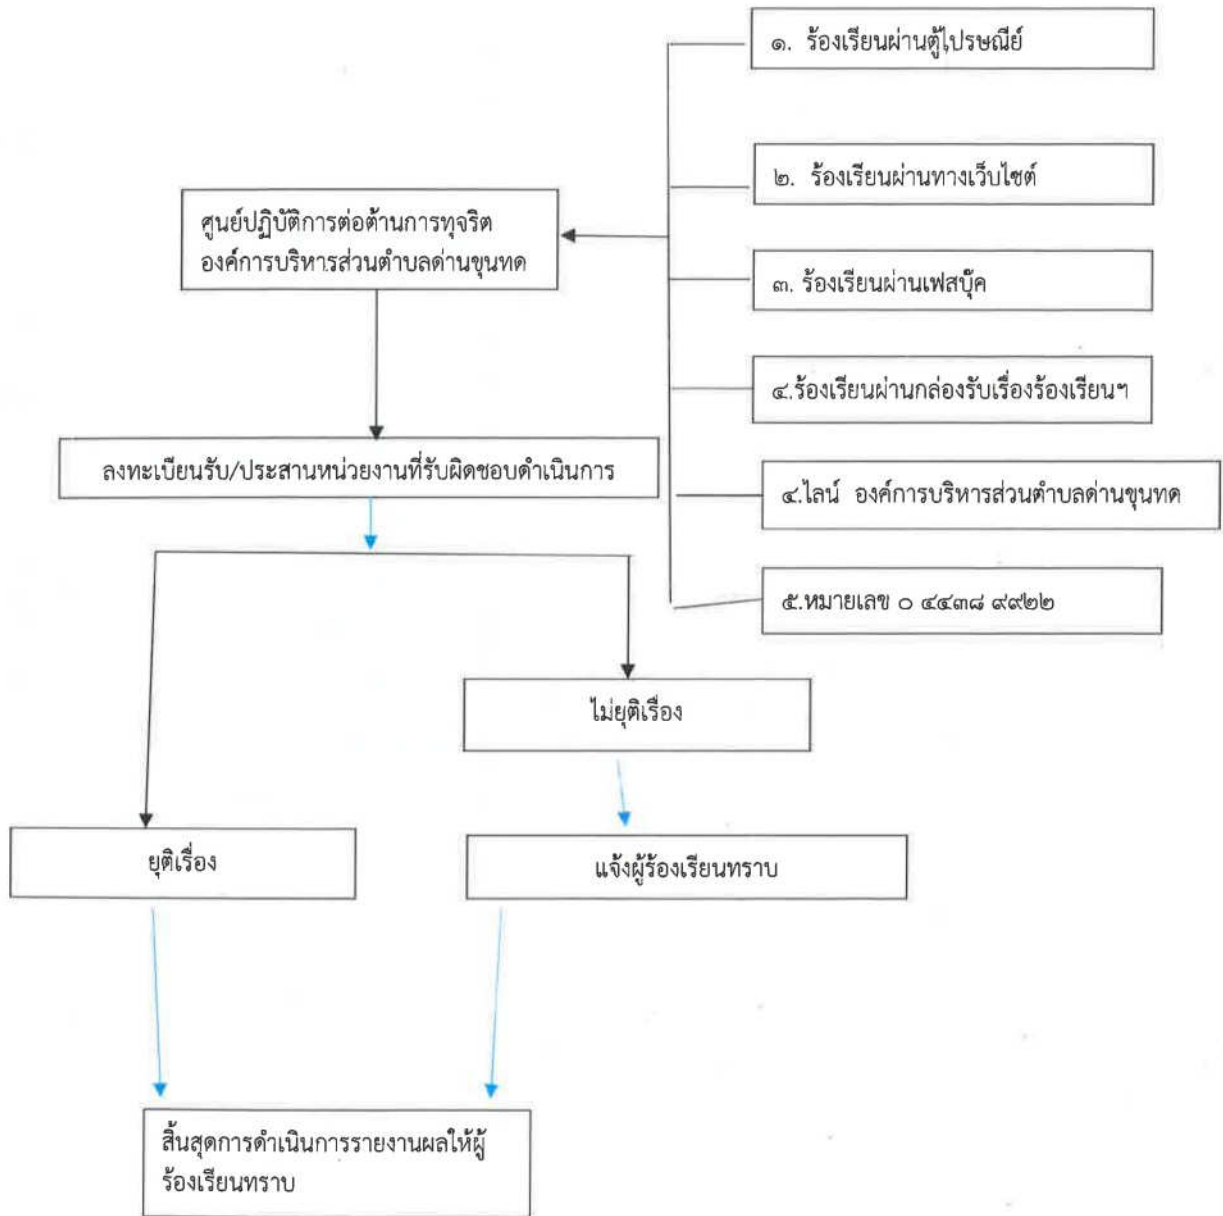 ๑. ร้องเรียนผ่านตู้ไปรษณีย์
๒. ร้องเรียนผ่านทางเว็บไซต์
ศูนย์ปฏิบัติการต่อต้านการทุจริต
องค์การบริหารส่วนตำบลด่านขุนทด
๓. ร้องเรียนผ่านเฟสบุ๊ค
๔.ร้องเรียนผ่านกล่องรับเรื่องร้องเรียนฯ
ลงทะเบียนรับ/ประสานหน่วยงานที่รับผิดชอบดำเนินการ
๔.ไลน์ องค์การบริหารส่วนตำบลด่านขุนทด
๕.หมายเลข ๐ ๔๔๓๘ ๙๙๒๒
ไม่ยุติเรื่อง
ยุติเรื่อง
แจ้งผู้ร้องเรียนทราบ
สิ้นสุดการดำเนินการรายงานผลให้ผู้
ร้องเรียนทราบ